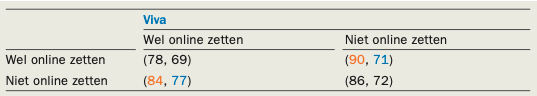 Viva
Wel online zetten Niet online zetten
Wel online zetten (78, 69) (90, 71)
Niet online zetten (84, 77) (86, 72)